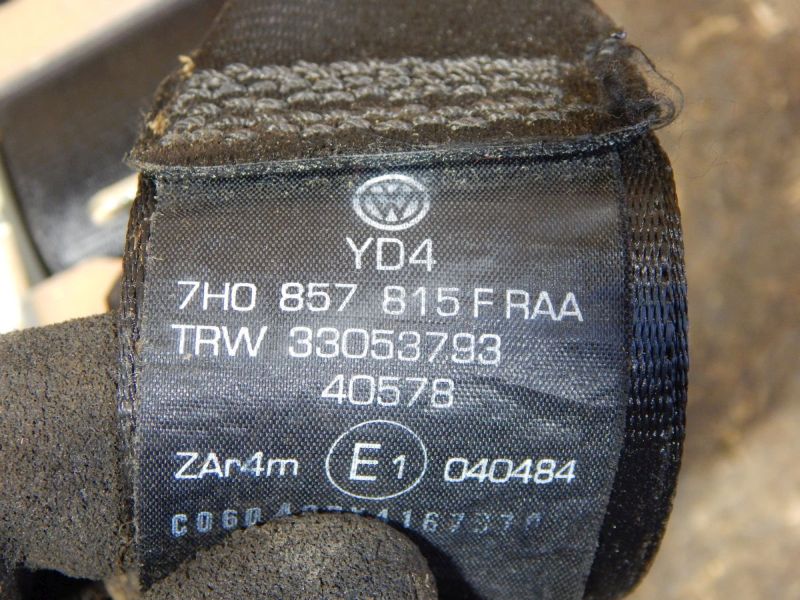 YD4
7H0 857 815 F RAA
TRW 33053793
40578
ZAr4m E1 040484